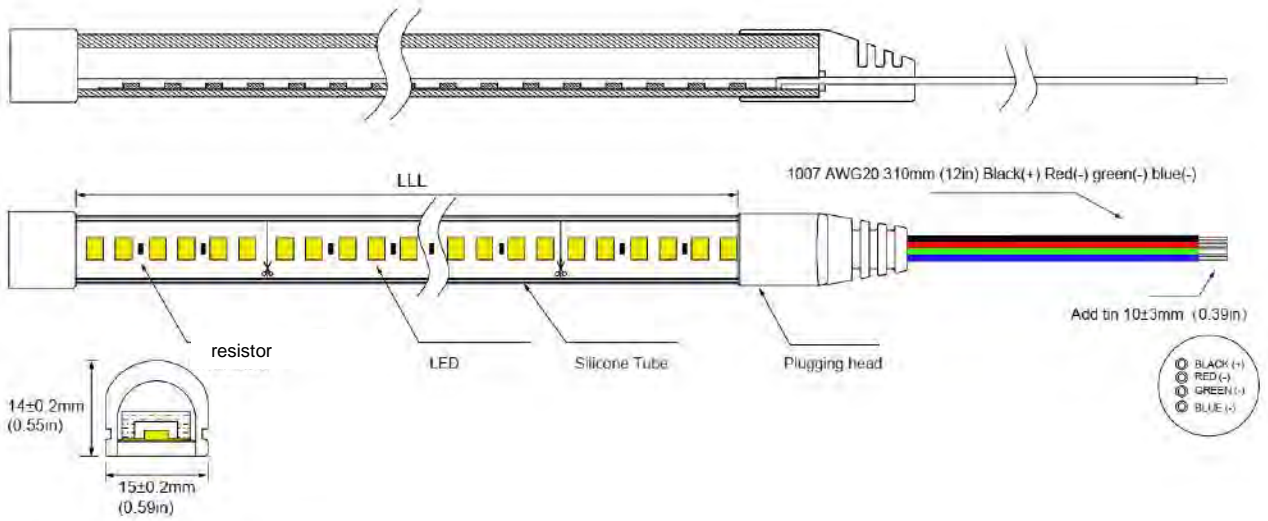 LLL
1007 AWG20 310mm (12in) Black(+) Red(-) green(-) blue(-)
Add tin 10±3mm (0.39in)
resistor
LED
Silicone Tube
Plugging head
BLACK (+)
RED (-)
GREEN (-)
BLUE (-)
14±0.2mm
(0.55in)
15±0.2mm
(0.59in)